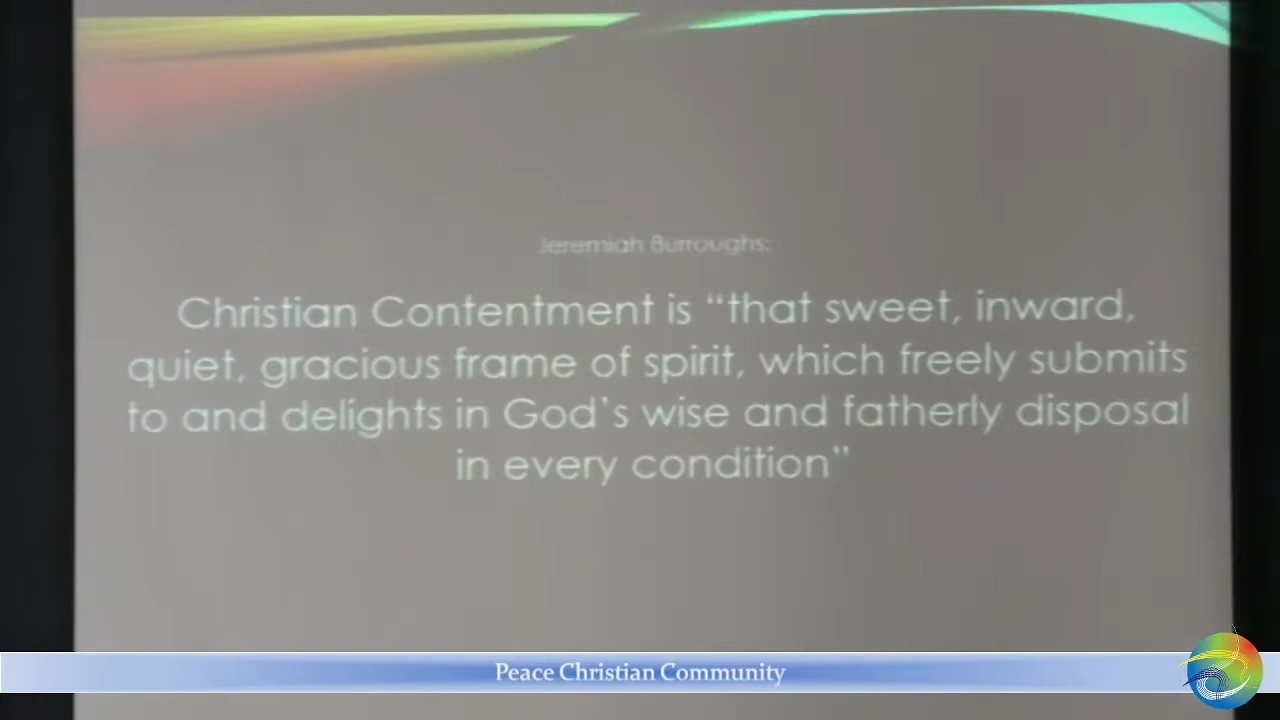 Jeremiah Burroughs:
Christian Contentment is “that sweet, inward,
quiet, gracious frame of spirit, which freely submits
to and delights in God’s wise and fatherly disposal
in every condition”
Peace Christian Community